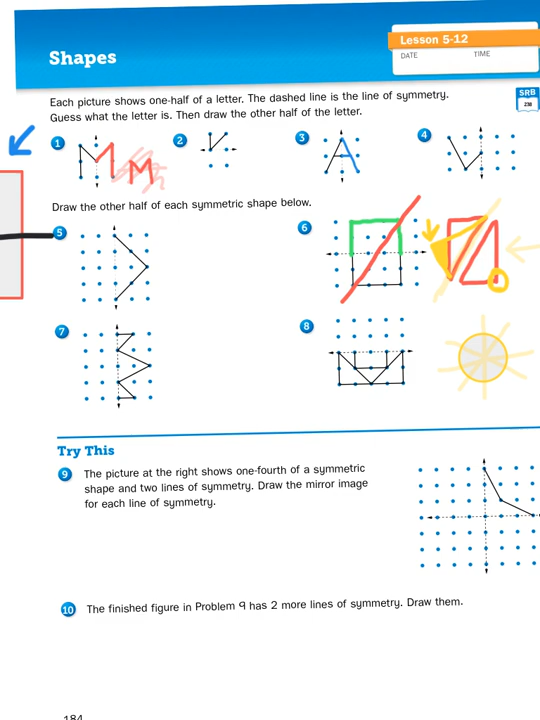 Shapes
Lesson 5-12
DATE
TIME
Each picture shows one-half of a letter. The dashed line is the line of symmetry.
Guess what the letter is. Then draw the other half of the letter.
SRB
1
2
3
4
M
M
A
Draw the other half of each symmetric shape below.
5
6
7
8
Try This
9 The picture at the right shows one-fourth of a symmetric
shape and two lines of symmetry. Draw the mirror image
for each line of symmetry.
10 The finished figure in Problem 9 has 2 more lines of symmetry. Draw them.
184